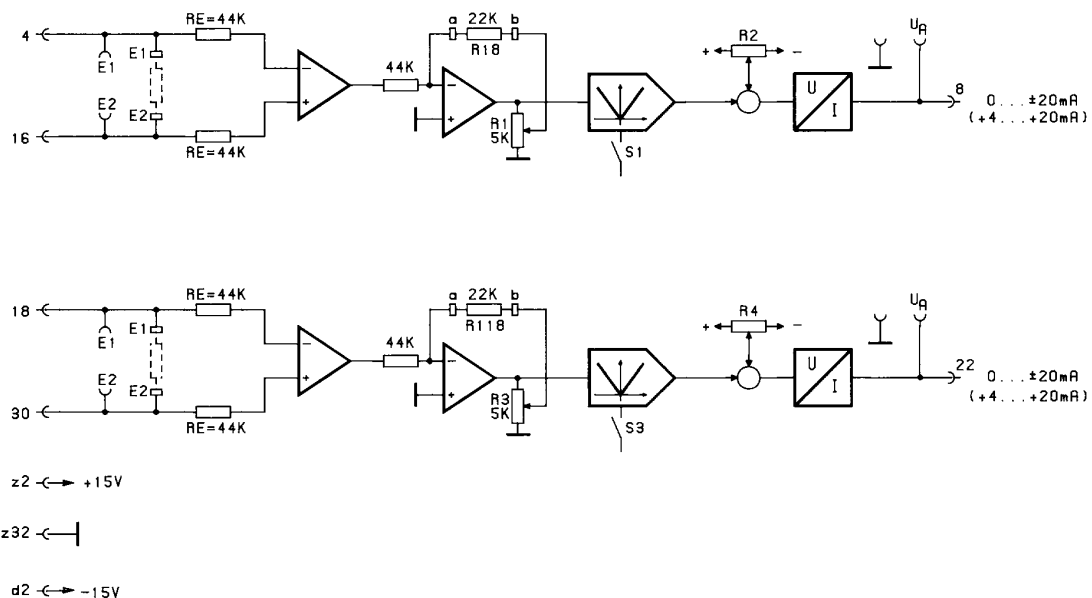 4
RE=44K
E1
E1
E2
E2
16
RE=44K
44K
a 22K b
R18
R1
5K
S1
+ R2 -
U
I
UA
8 0...±20mA
(+4...+20mA)
18
RE=44K
E1
E1
E2
E2
30
RE=44K
44K
a 22K b
R118
R3
5K
S3
+ R4 -
U
I
UA
22 0...±20mA
(+4...+20mA)
z2 +15V
z32
d2 -15V